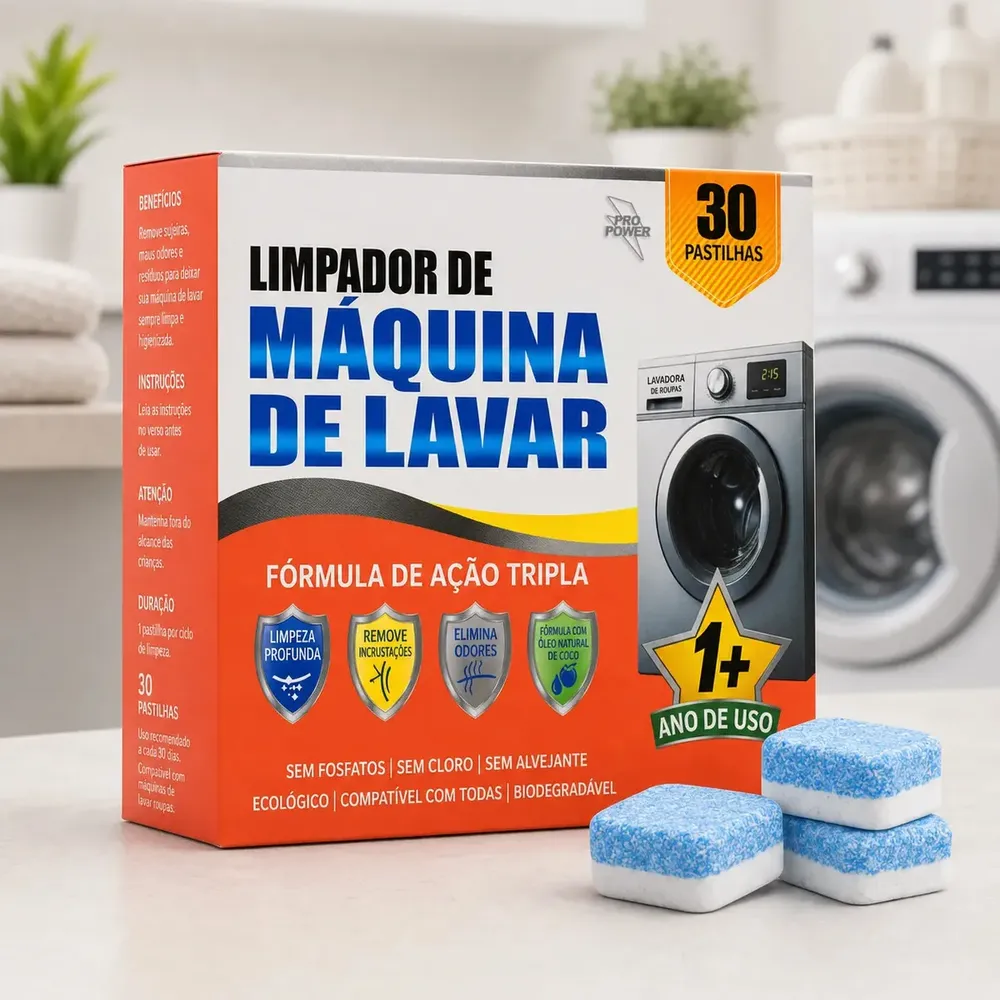 BENEFÍCIOS
Remove sujeiras,
maus odores e
resíduos para deixar
sua máquina de lavar
sempre limpa e
higienizada.
INSTRUÇÕES
Leia as instruções
no verso antes
de usar.
ATENÇÃO
Mantenha fora do
alcance das
crianças.
DURAÇÃO
1 pastilha por ciclo
de limpeza.
30
PASTILHAS
Uso recomendado
a cada 30 dias.
Compatível com
máquinas de
lavar roupas.
PRO
POWER
30
PASTILHAS
LIMPADOR DE
MÁQUINA
DE LAVAR
LAVADORA
DE ROUPAS
2:15
FÓRMULA DE AÇÃO TRIPLA
LIMPEZA
PROFUNDA
REMOVE
INCRUSTAÇÕES
ELIMINA
ODORES
FÓRMULA COM
ÓLEO NATURAL
DE COCO
1+
ANO DE USO
SEM FOSFATOS | SEM CLORO | SEM ALVEJANTE
ECOLÓGICO | COMPATÍVEL COM TODAS | BIODEGRADÁVEL